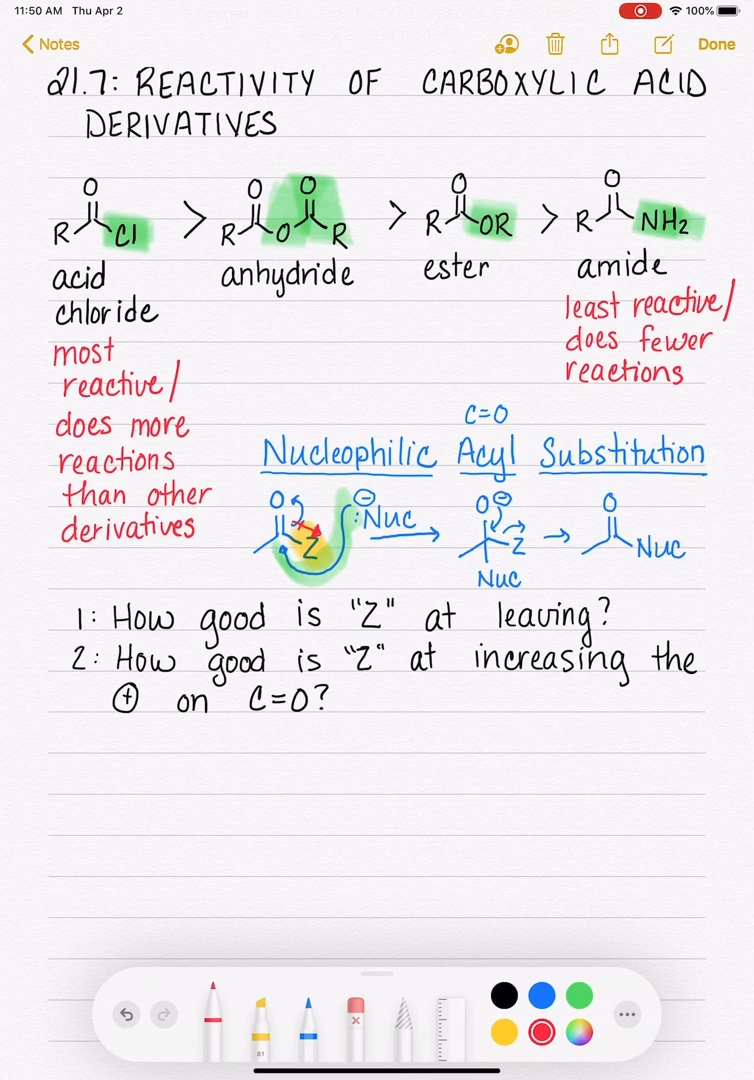 11:50 AM Thu Apr 2
100%
Notes
Done
21.7: REACTIVITY OF CARBOXYLIC ACID
DERIVATIVES
O O O O O
R Cl > R O R > R OR > R NH₂
acid
chloride
anhydride
ester
amide
most
reactive/
does more
reactions
than other
derivatives
least reactive/
does fewer
reactions
C=O
Nucleophilic Acyl Substitution
O Z ⊖ :Nuc → O⊖ Z Nuc → O Nuc
1: How good is "Z" at leaving?
2: How good is "Z" at increasing the
⊕ on C=O?
81